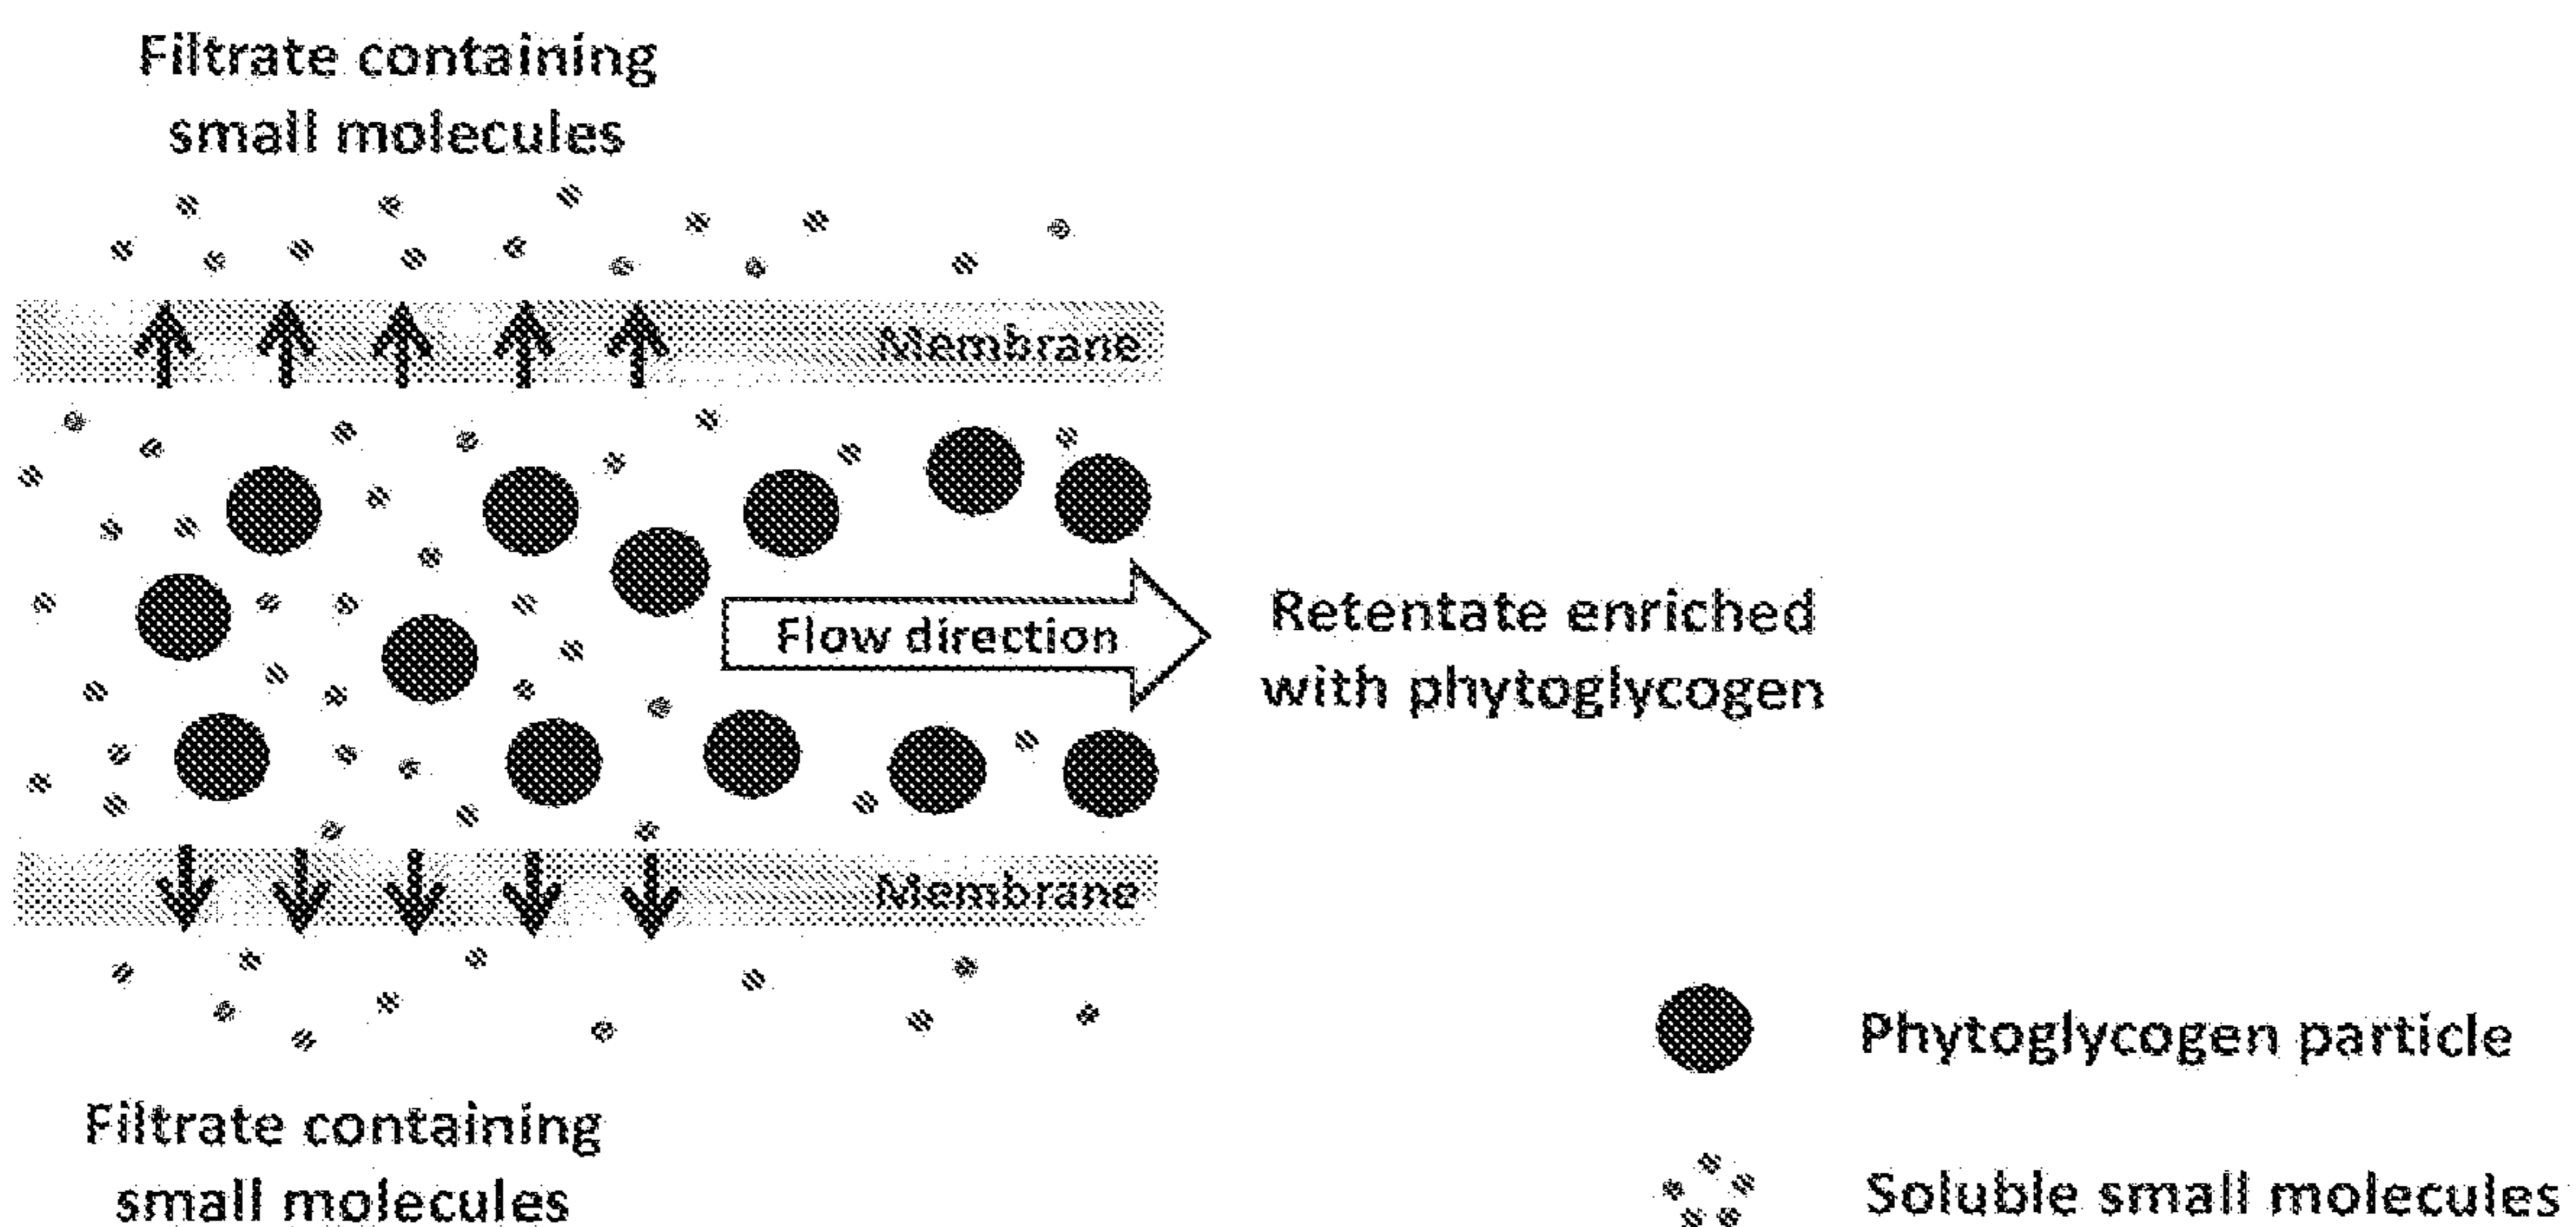 Filtrate containing
small molecules
Membrane
Flow direction
Retentate enriched
with phytoglycogen
Membrane
Phytoglycogen particle
Filtrate containing
small molecules
Soluble small molecules